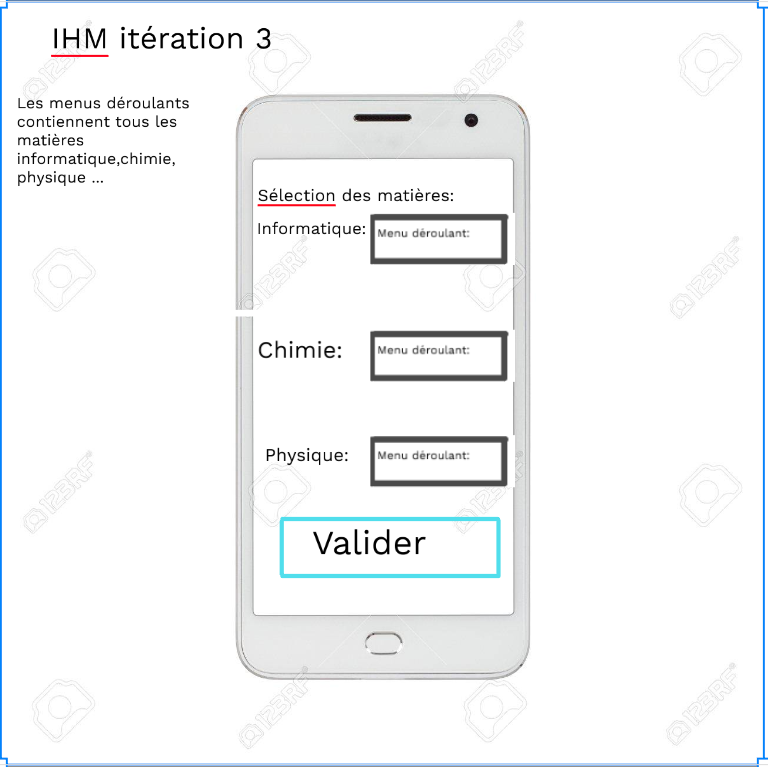 IHM itération 3
Les menus déroulants
contiennent tous les
matières
informatique,chimie,
physique ...
Sélection des matières:
Informatique:
Menu déroulant:
Chimie:
Menu déroulant:
Physique:
Menu déroulant:
Valider
123RF
123RF
123RF
123RF
123RF
123RF
123RF
123RF